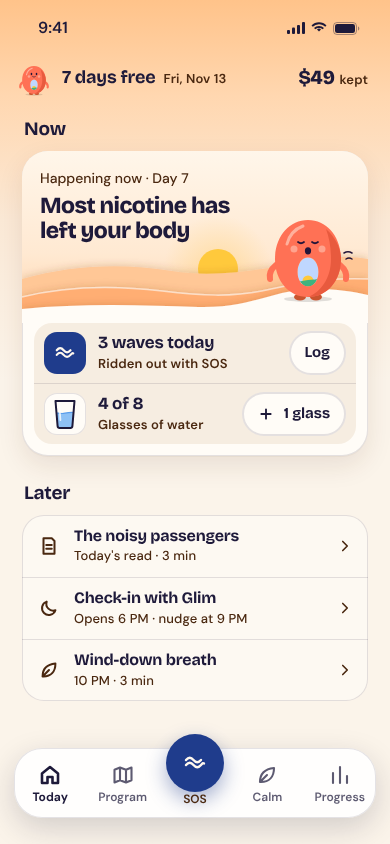 9:41
7 days free Fri, Nov 13
$49 kept
Now
Happening now · Day 7
Most nicotine has
left your body
3 waves today
Ridden out with SOS
Log
4 of 8
Glasses of water
+ 1 glass
Later
The noisy passengers
Today's read · 3 min
Check-in with Glim
Opens 6 PM · nudge at 9 PM
Wind-down breath
10 PM · 3 min
Today
Program
SOS
Calm
Progress